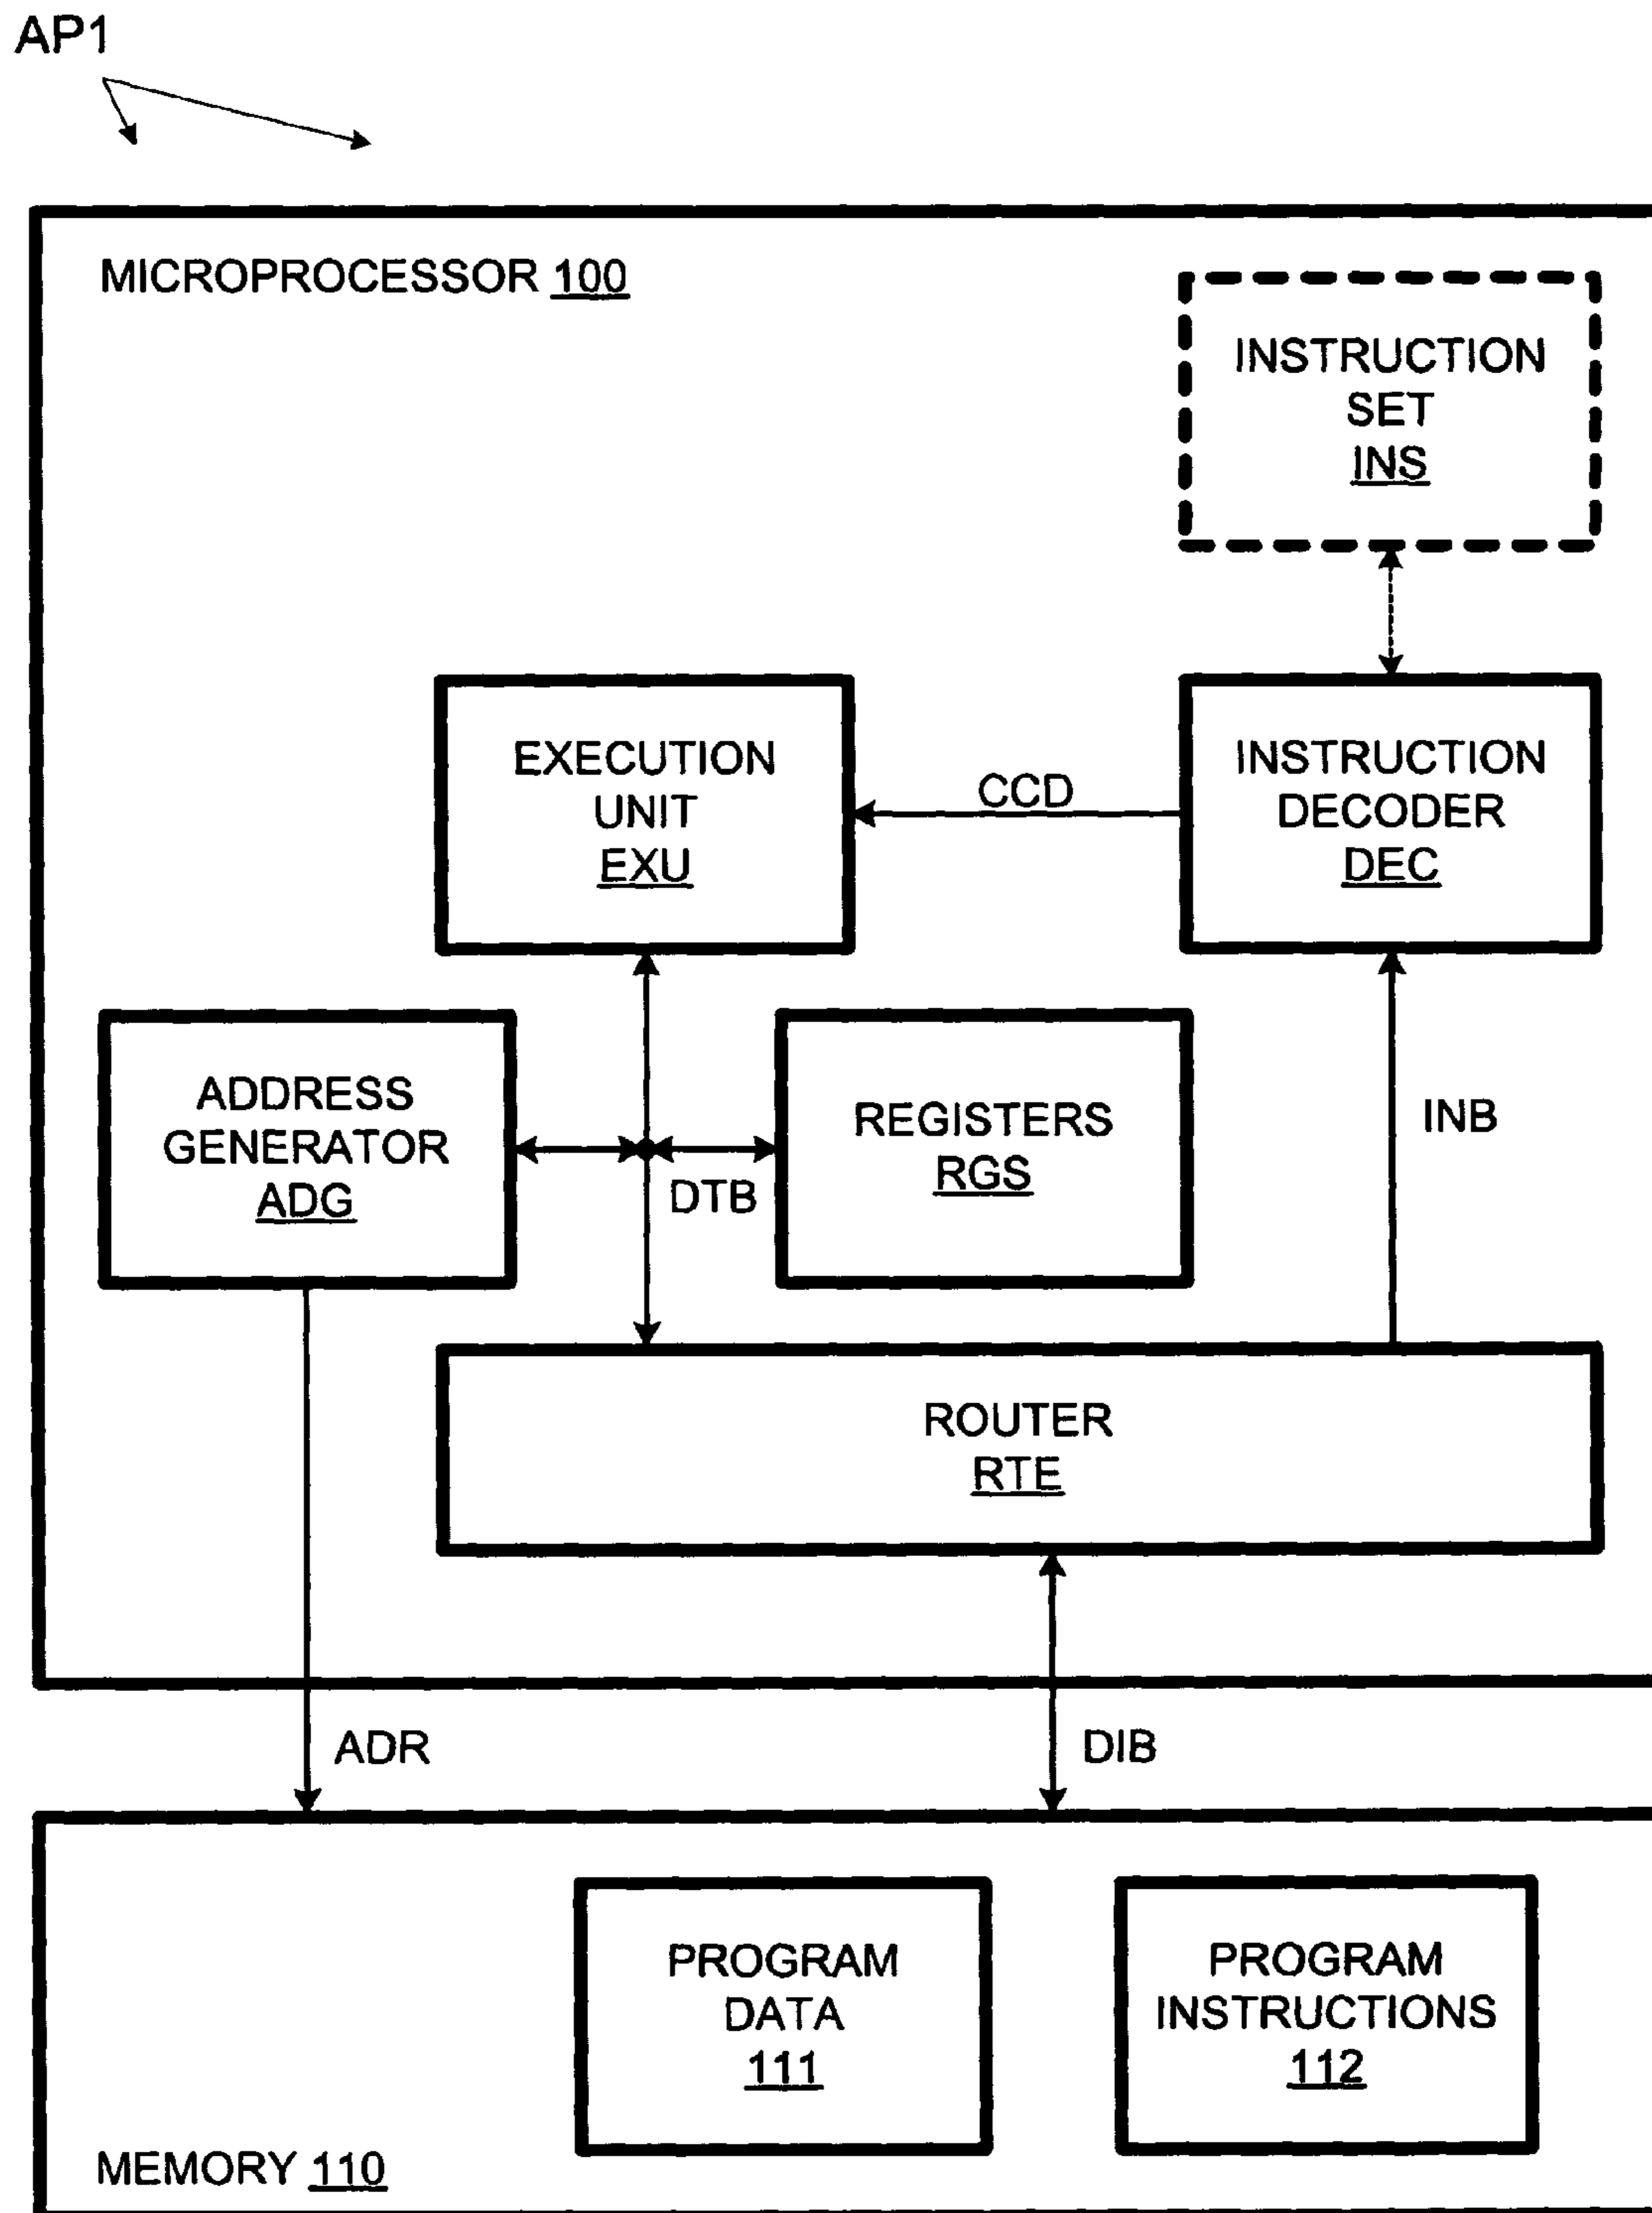 AP1
MICROPROCESSOR 100
INSTRUCTION
SET
INS
EXECUTION
UNIT
EXU
CCD
INSTRUCTION
DECODER
DEC
ADDRESS
GENERATOR
ADG
DTB
REGISTERS
RGS
INB
ROUTER
RTE
ADR
DIB
PROGRAM
DATA
111
PROGRAM
INSTRUCTIONS
112
MEMORY 110